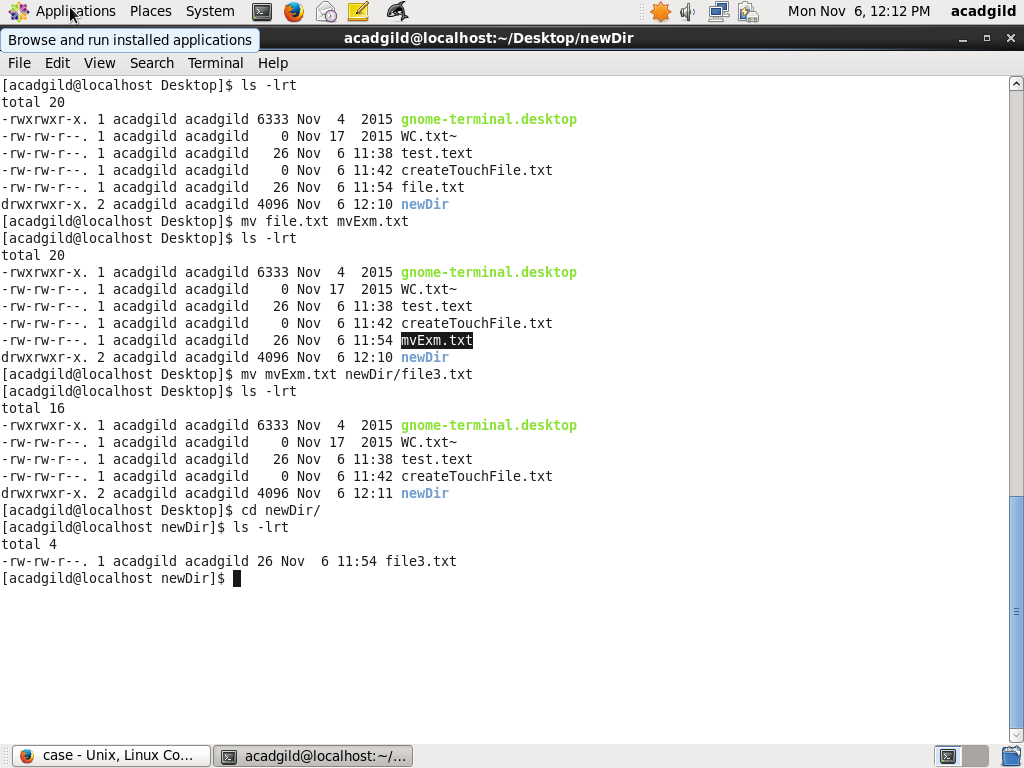 Applications Places System Mon Nov  6, 12:12 PM acadgild
Browse and run installed applications
acadgild@localhost:~/Desktop/newDir
File Edit View Search Terminal Help
[acadgild@localhost Desktop]$ ls -lrt
total 20
-rwxrwxr-x. 1 acadgild acadgild 6333 Nov  4  2015 gnome-terminal.desktop
-rw-rw-r--. 1 acadgild acadgild    0 Nov 17  2015 WC.txt~
-rw-rw-r--. 1 acadgild acadgild   26 Nov  6 11:38 test.text
-rw-rw-r--. 1 acadgild acadgild    0 Nov  6 11:42 createTouchFile.txt
-rw-rw-r--. 1 acadgild acadgild   26 Nov  6 11:54 file.txt
drwxrwxr-x. 2 acadgild acadgild 4096 Nov  6 12:10 newDir
[acadgild@localhost Desktop]$ mv file.txt mvExm.txt
[acadgild@localhost Desktop]$ ls -lrt
total 20
-rwxrwxr-x. 1 acadgild acadgild 6333 Nov  4  2015 gnome-terminal.desktop
-rw-rw-r--. 1 acadgild acadgild    0 Nov 17  2015 WC.txt~
-rw-rw-r--. 1 acadgild acadgild   26 Nov  6 11:38 test.text
-rw-rw-r--. 1 acadgild acadgild    0 Nov  6 11:42 createTouchFile.txt
-rw-rw-r--. 1 acadgild acadgild   26 Nov  6 11:54 mvExm.txt
drwxrwxr-x. 2 acadgild acadgild 4096 Nov  6 12:10 newDir
[acadgild@localhost Desktop]$ mv mvExm.txt newDir/file3.txt
[acadgild@localhost Desktop]$ ls -lrt
total 16
-rwxrwxr-x. 1 acadgild acadgild 6333 Nov  4  2015 gnome-terminal.desktop
-rw-rw-r--. 1 acadgild acadgild    0 Nov 17  2015 WC.txt~
-rw-rw-r--. 1 acadgild acadgild   26 Nov  6 11:38 test.text
-rw-rw-r--. 1 acadgild acadgild    0 Nov  6 11:42 createTouchFile.txt
drwxrwxr-x. 2 acadgild acadgild 4096 Nov  6 12:11 newDir
[acadgild@localhost Desktop]$ cd newDir/
[acadgild@localhost newDir]$ ls -lrt
total 4
-rw-rw-r--. 1 acadgild acadgild 26 Nov  6 11:54 file3.txt
[acadgild@localhost newDir]$
case - Unix, Linux Co... acadgild@localhost:~/...